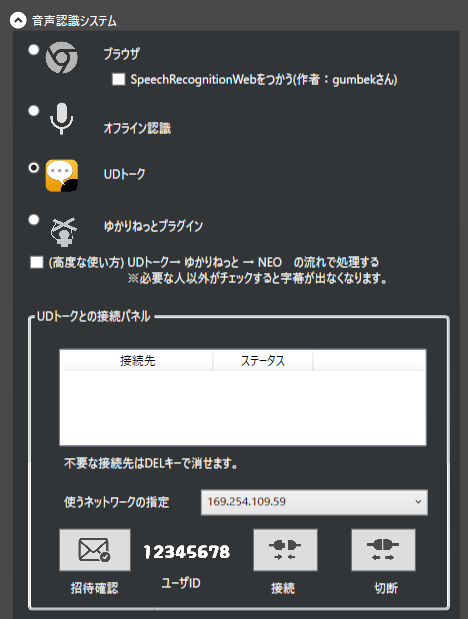 音声認識システム
ブラウザ
SpeechRecognitionWebをつかう(作者：gumbekさん)
オフライン認識
UDトーク
ゆかりねっとプラグイン
(高度な使い方) UDトーク→ ゆかりねっと → NEO　の流れで処理する
※必要な人以外がチェックすると字幕が出なくなります。
UDトークとの接続パネル
接続先 ステータス
不要な接続先はDELキーで消せます。
使うネットワークの指定 169.254.109.59
12345678
招待確認 ユーザID 接続 切断